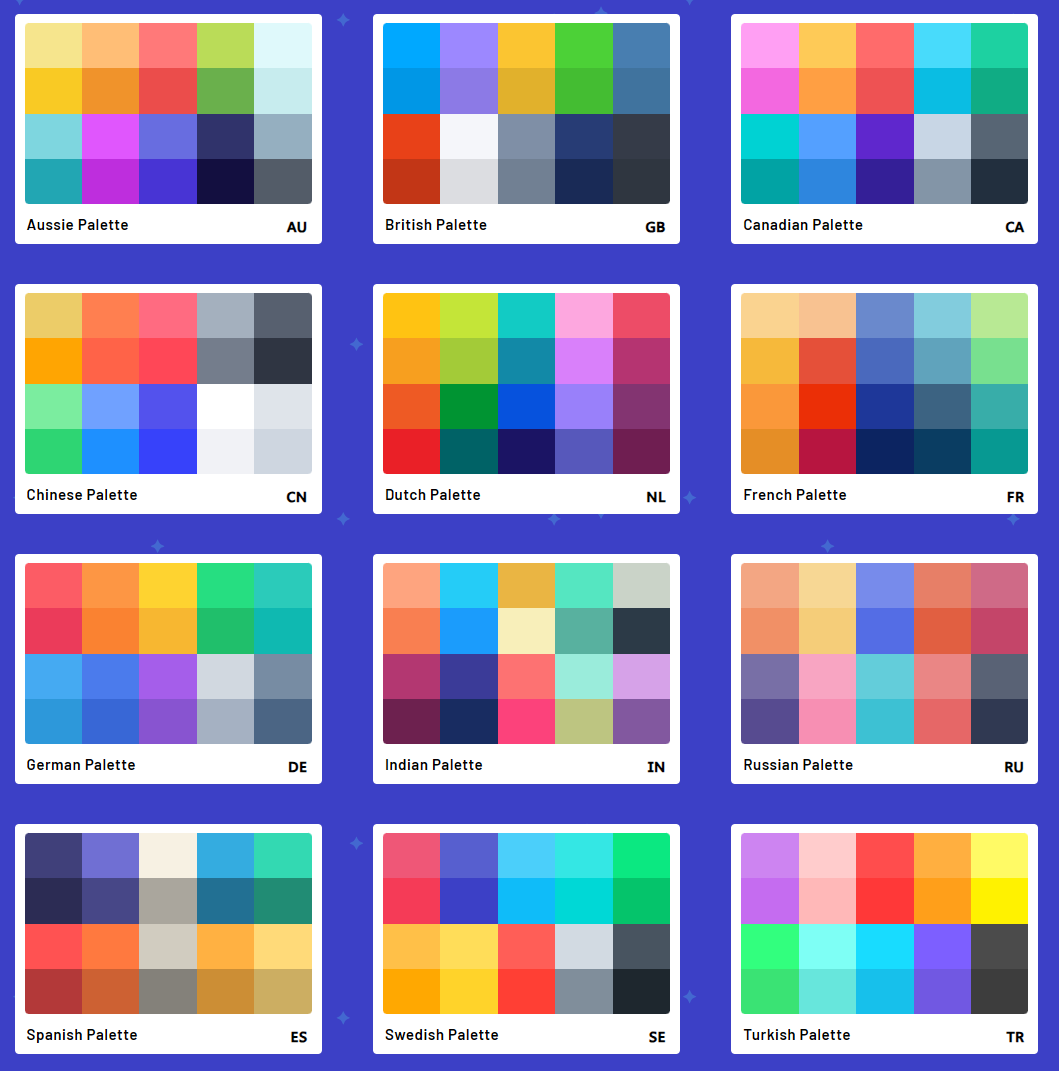 Aussie Palette AU
British Palette GB
Canadian Palette CA
Chinese Palette CN
Dutch Palette NL
French Palette FR
German Palette DE
Indian Palette IN
Russian Palette RU
Spanish Palette ES
Swedish Palette SE
Turkish Palette TR